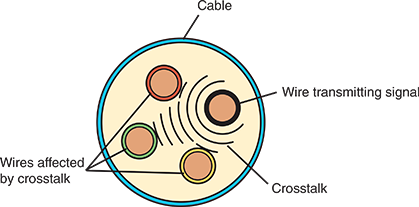 Cable
Wire transmitting signal
Wires affected
by crosstalk
Crosstalk